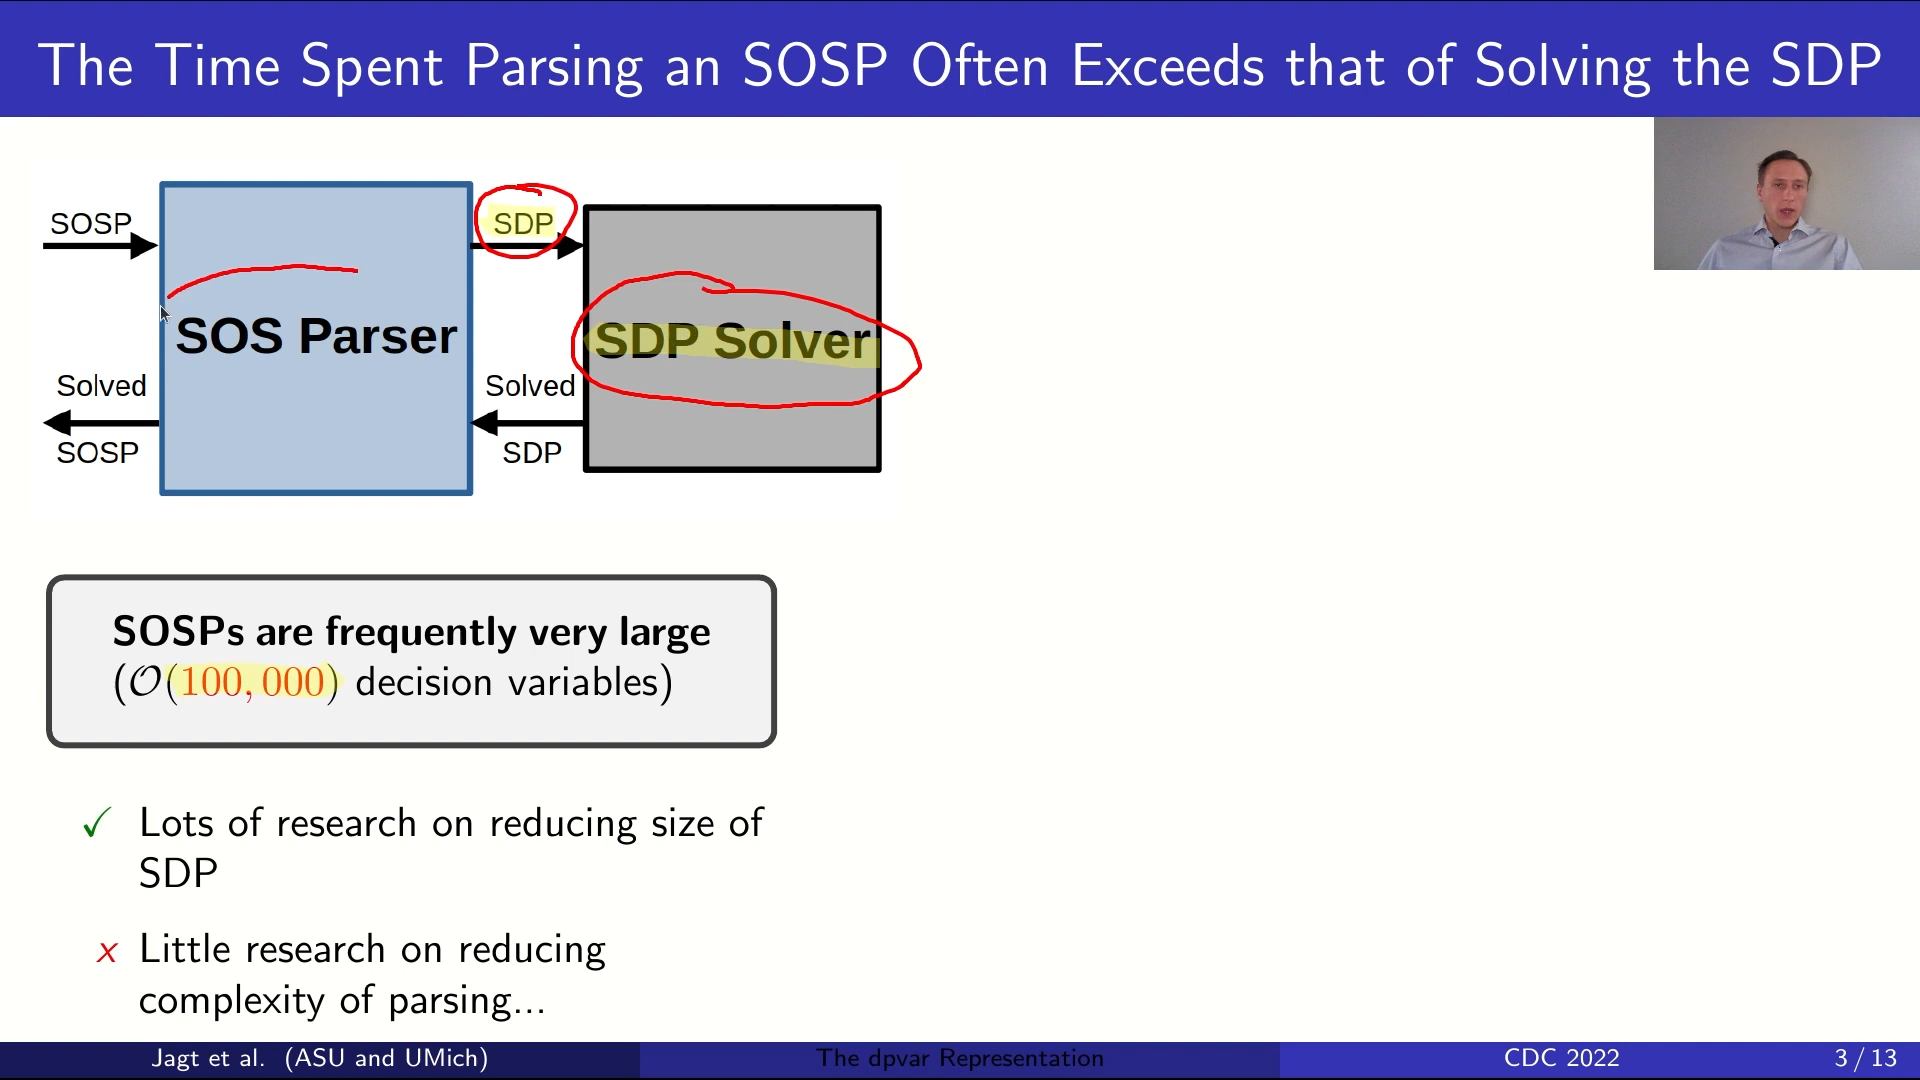 The Time Spent Parsing an SOSP Often Exceeds that of Solving the SDP
SOSP
SOS Parser
Solved
SOSP
SDP
SDP Solver
Solved
SDP
SOSPs are frequently very large
(𝒪(100,000) decision variables)
✓ Lots of research on reducing size of
SDP
x Little research on reducing
complexity of parsing...
Jagt et al. (ASU and UMich)
The dpvar Representation
CDC 2022
3 / 13